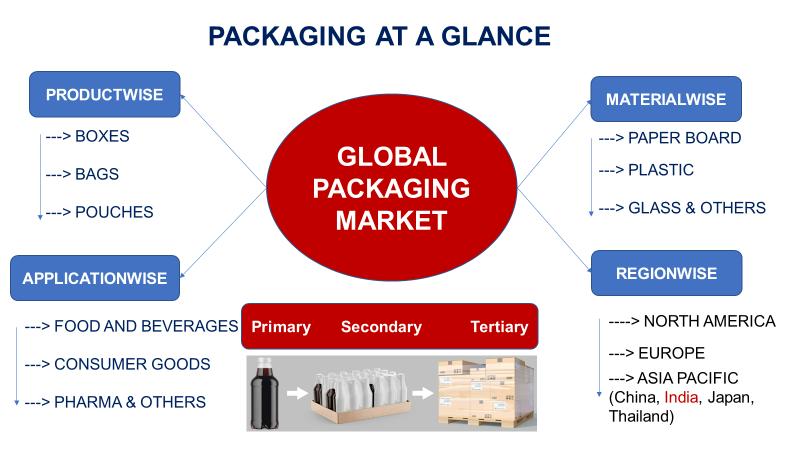 PACKAGING AT A GLANCE
PRODUCTWISE
---> BOXES
---> BAGS
---> POUCHES
APPLICATIONWISE
---> FOOD AND BEVERAGES
---> CONSUMER GOODS
---> PHARMA & OTHERS
GLOBAL
PACKAGING
MARKET
Primary Secondary Tertiary
MATERIALWISE
---> PAPER BOARD
---> PLASTIC
---> GLASS & OTHERS
REGIONWISE
----> NORTH AMERICA
---> EUROPE
---> ASIA PACIFIC
(China, India, Japan,
Thailand)